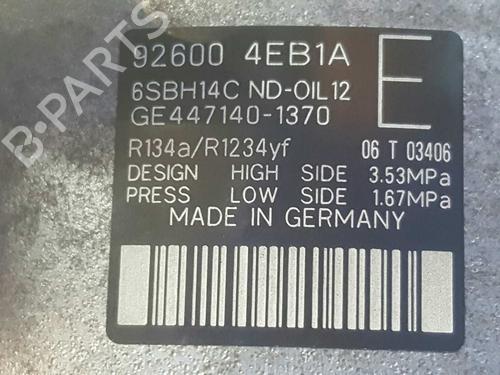 92600 4EB1A E
6SBH14C ND-OIL12
GE447140-1370
R134a/R1234yf 06 T 03406
DESIGN HIGH SIDE 3.53MPa
PRESS LOW SIDE 1.67MPa
MADE IN GERMANY
B-PARTS